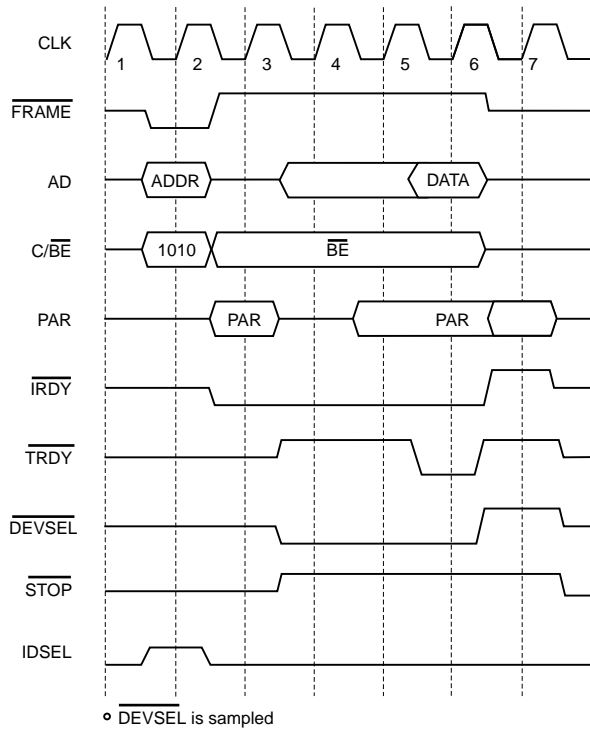 CLK
1 2 3 4 5 6 7
FRAME
AD ADDR DATA
C/BE 1010 BE
PAR PAR PAR
IRDY
TRDY
DEVSEL
STOP
IDSEL
DEVSEL is sampled